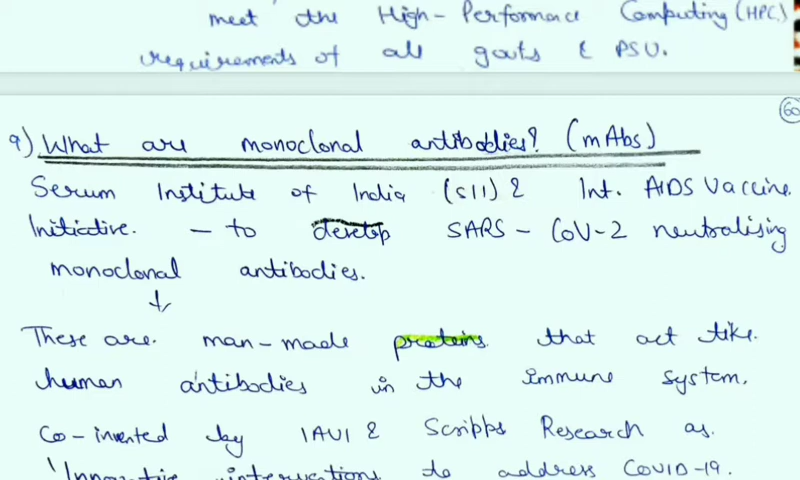 meet the High-Performance Computing (HPC)
requirements of all govts & PSU.
60
9) What are monoclonal antibodies? (mAbs)
Serum Institute of India (SII) & Int. AIDS Vaccine
Initiative. - to develop SARS-CoV-2 neutralising
monoclonal antibodies.
↓
These are man-made proteins that act like
human antibodies in the immune system.
Co-invented by IAVI & Scripps Research as
"Innovative interventions to address COVID-19.